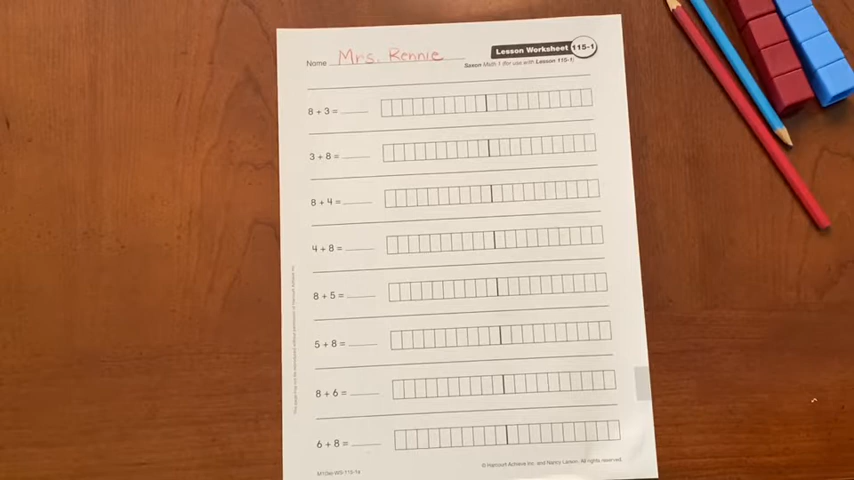 Name Mrs. Rennie
Lesson Worksheet 115-1
Saxon Math 1 (for use with Lesson 115-1)
8 + 3 =
3 + 8 =
8 + 4 =
4 + 8 =
8 + 5 =
5 + 8 =
8 + 6 =
6 + 8 =
© Harcourt Achieve Inc. and Nancy Larson. All rights reserved.